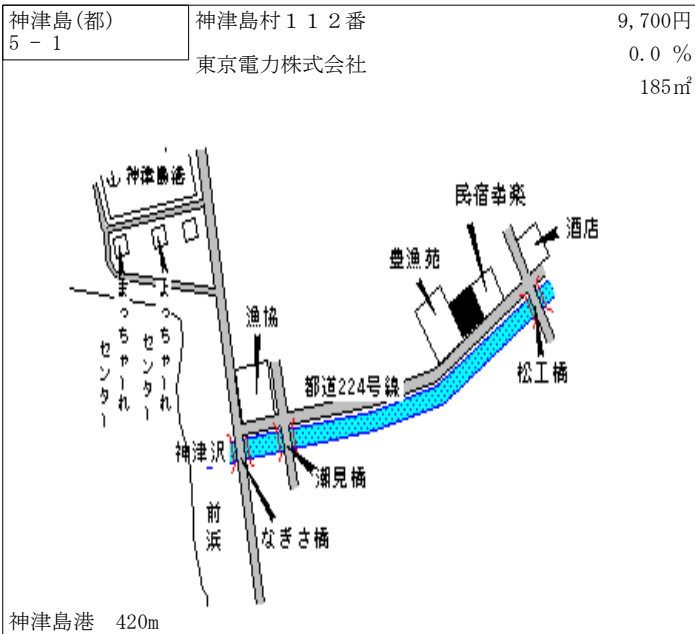 神津島(都)
5 - 1
神津島村112番
東京電力株式会社
9,700円
0.0 %
185㎡
神津島港
民宿幸楽
酒店
豊漁苑
漁協
まっちゃーれ
センター
まっちゃーれ
センター
都道224号線
松工橋
神津沢
潮見橋
前浜
なぎさ橋
神津島港 420m